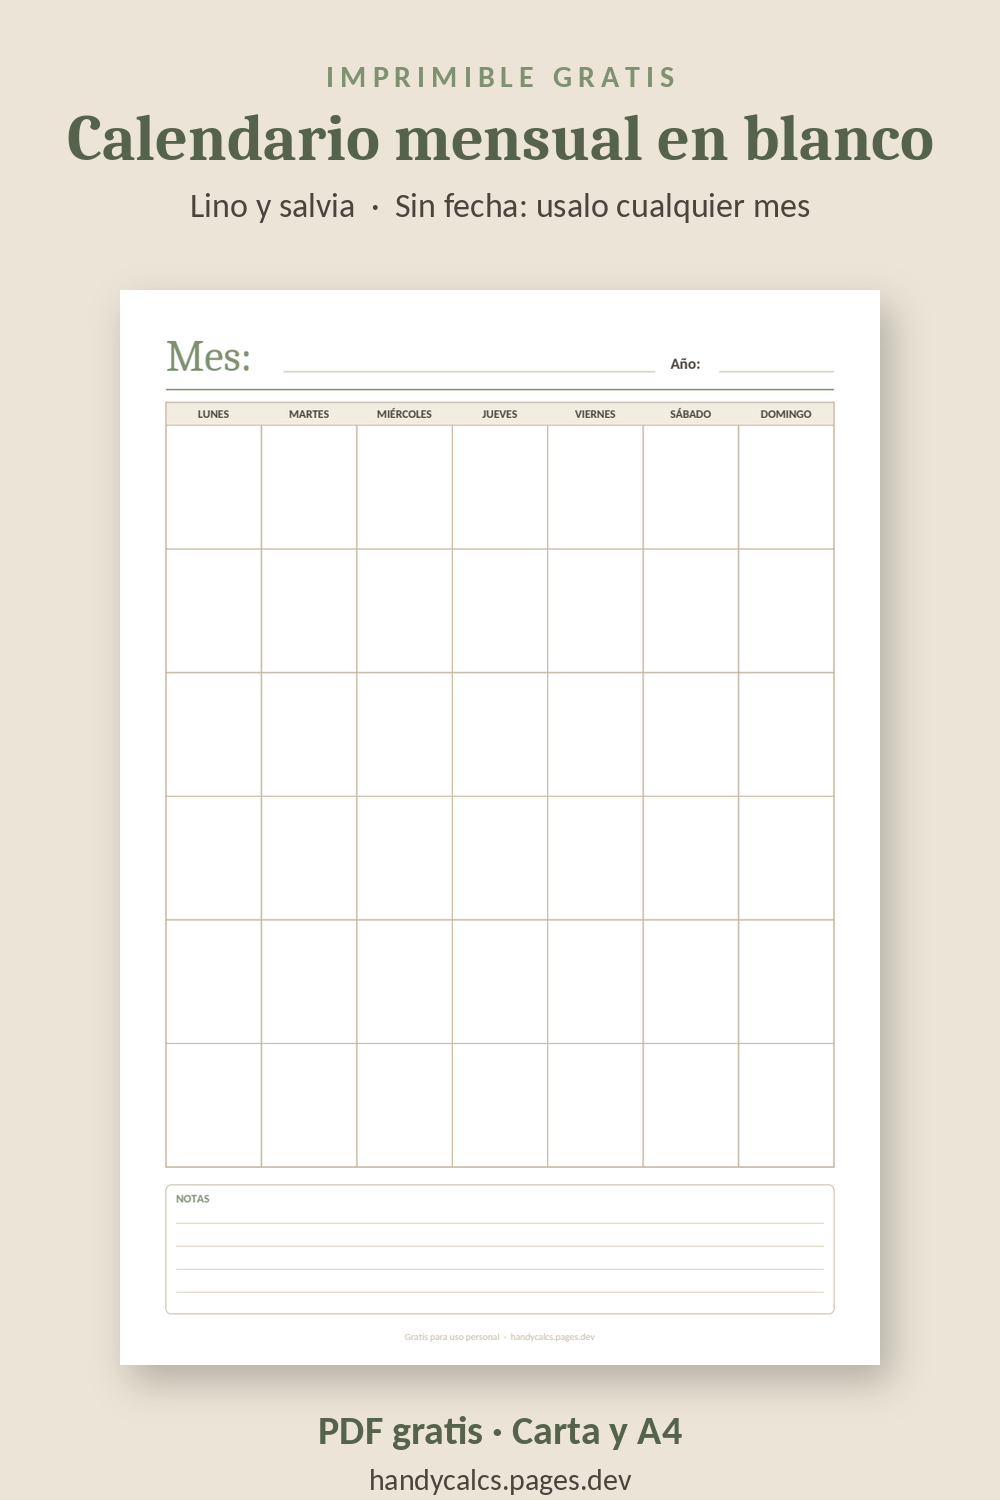 IMPRIMIBLE GRATIS
Calendario mensual en blanco
Lino y salvia · Sin fecha: usalo cualquier mes
Mes: Año:
LUNES MARTES MIÉRCOLES JUEVES VIERNES SÁBADO DOMINGO
NOTAS
Gratis para uso personal · handycalcs.pages.dev
PDF gratis · Carta y A4
handycalcs.pages.dev